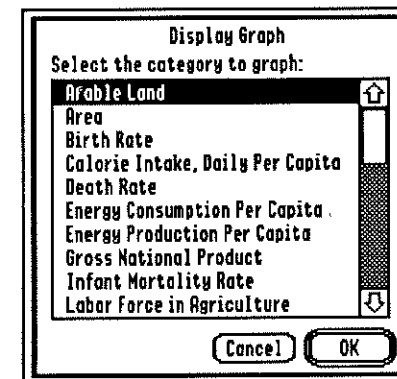 Display Graph
Select the category to graph:
Arable Land
Area
Birth Rate
Calorie Intake, Daily Per Capita
Death Rate
Energy Consumption Per Capita
Energy Production Per Capita
Gross National Product
Infant Mortality Rate
Labor Force in Agriculture
Cancel OK